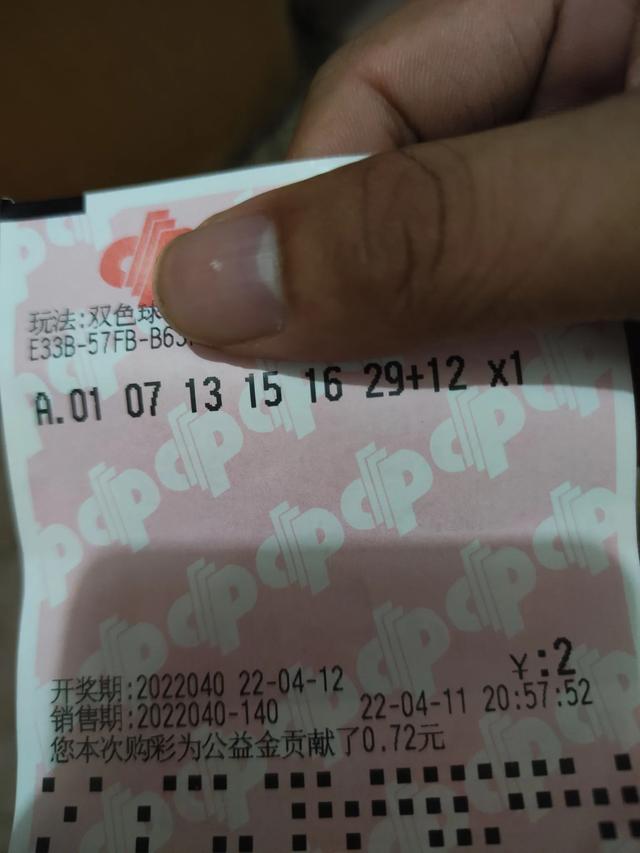 玩法:双色球
E33B-57FB-B65
A.01 07 13 15 16 29+12 x1
¥:2
开奖期:2022040 22-04-12
销售期:2022040-140 22-04-11 20:57:52
您本次购彩为公益金贡献了0.72元